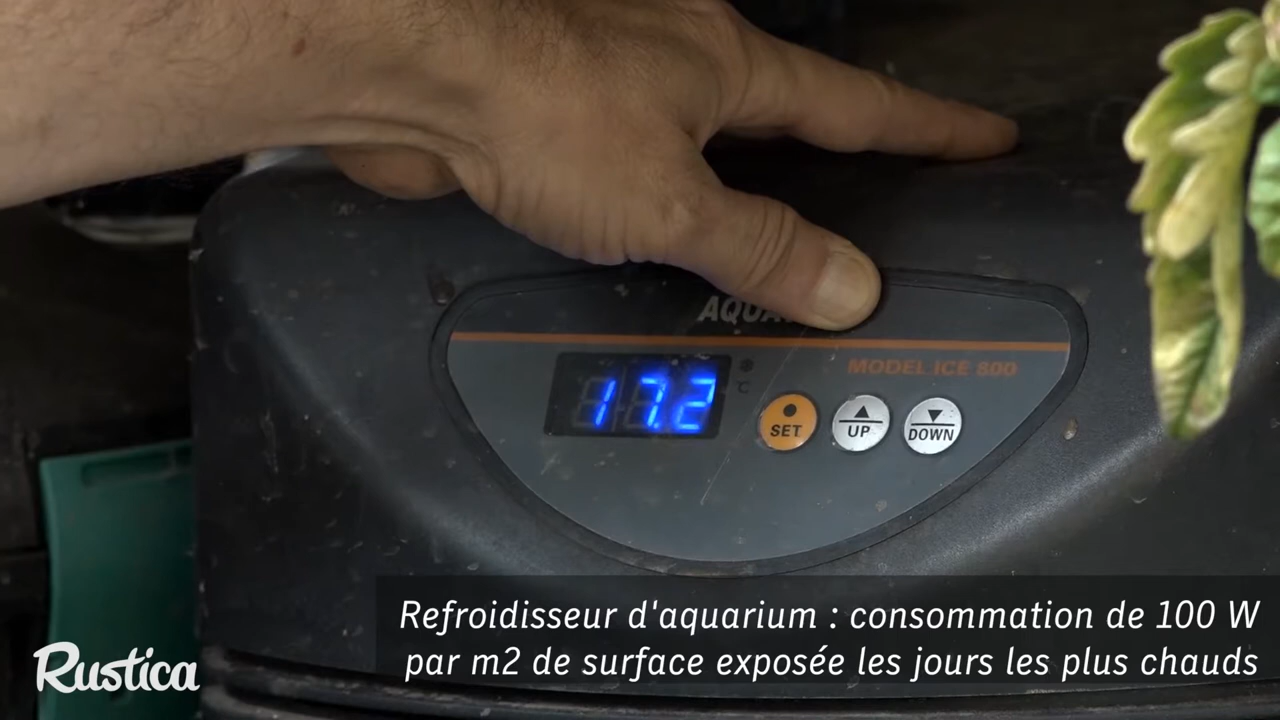 MODEL ICE 800
17.2
°C
SET
UP
DOWN
Refroidisseur d'aquarium : consommation de 100 W
par m2 de surface exposée les jours les plus chauds
Rustica